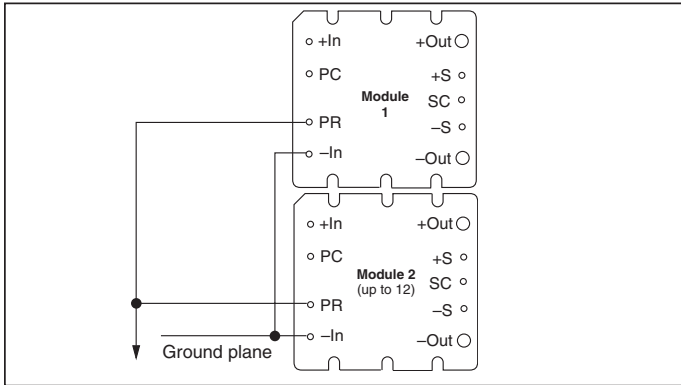 +In +Out
PC +S
Module
1
SC
PR –S
–In –Out
+In +Out
PC +S
Module 2
(up to 12)
SC
PR –S
–In –Out
Ground plane